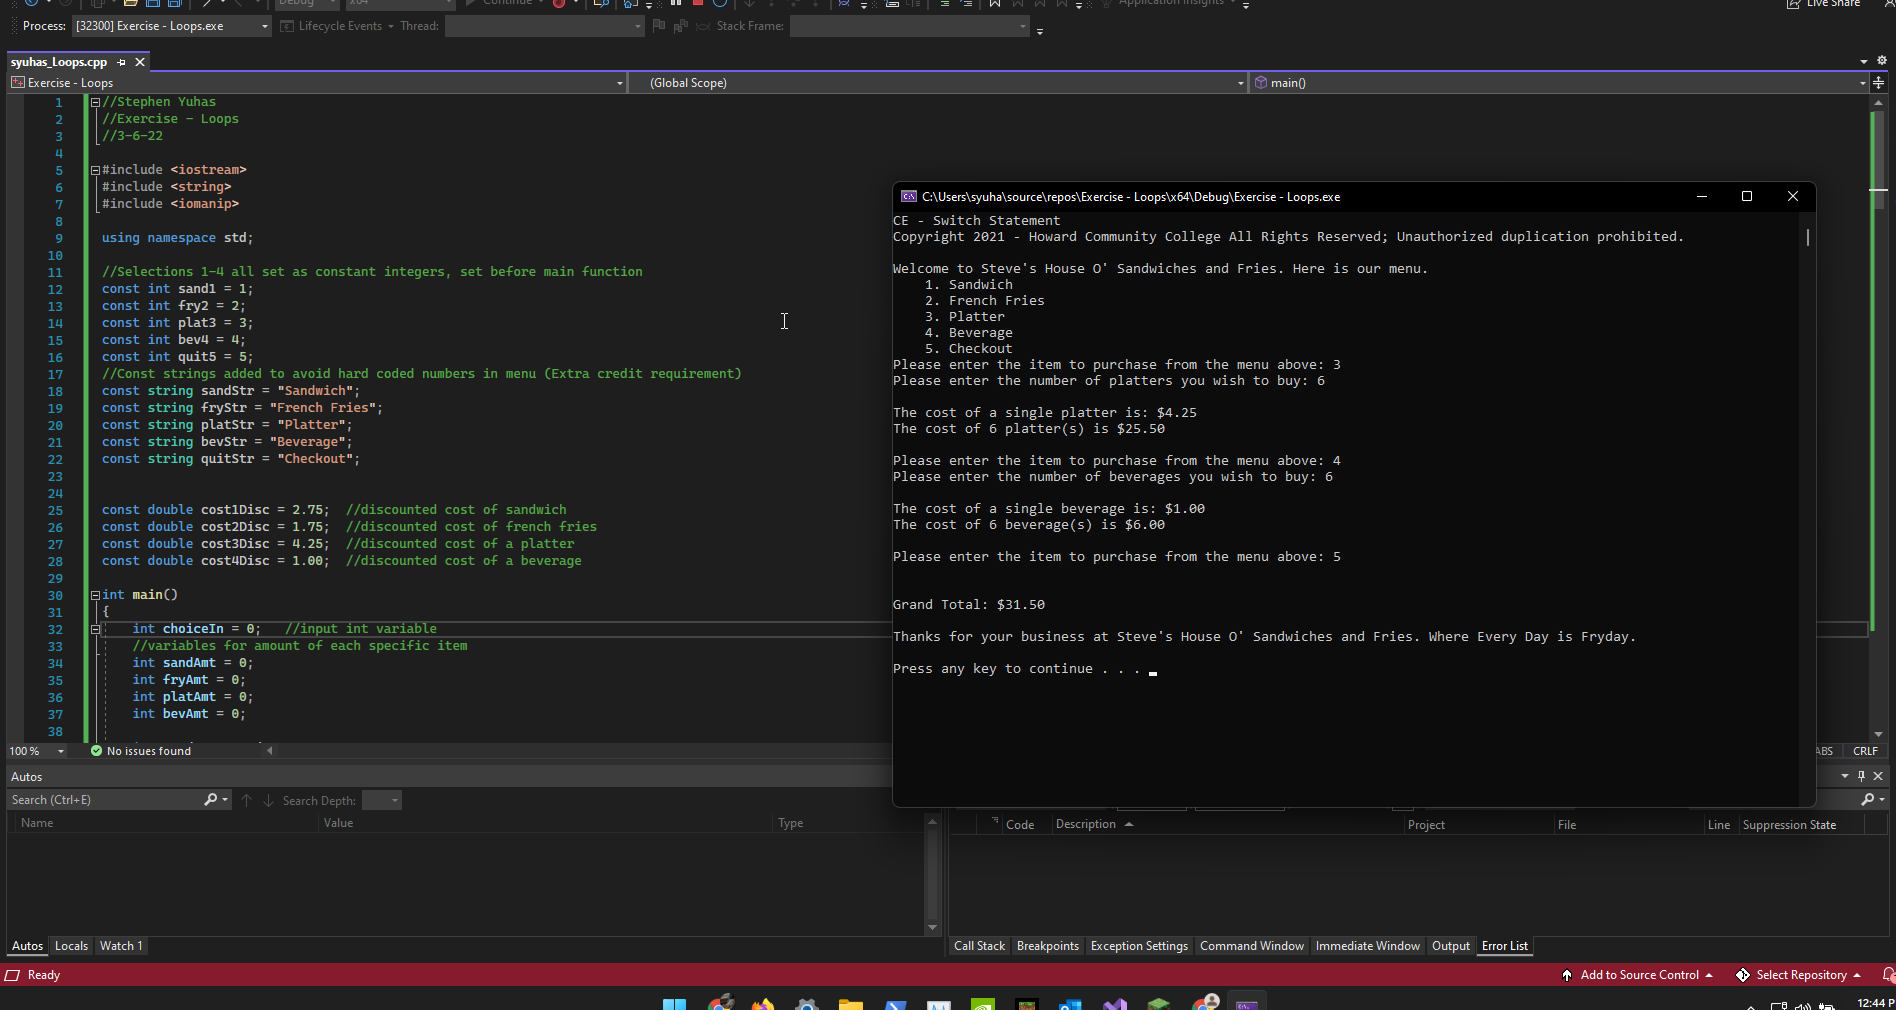 Debug
x64
Continue
Application Insights
Live Share
Process: [32300] Exercise - Loops.exe Lifecycle Events Thread: Stack Frame:
syuhas_Loops.cpp
Exercise - Loops (Global Scope) main()
1 //Stephen Yuhas
2 //Exercise - Loops
3 //3-6-22
4
5 #include <iostream>
6 #include <string>
7 #include <iomanip>
8
9 using namespace std;
10
11 //Selections 1-4 all set as constant integers, set before main function
12 const int sand1 = 1;
13 const int fry2 = 2;
14 const int plat3 = 3;
15 const int bev4 = 4;
16 const int quit5 = 5;
17 //Const strings added to avoid hard coded numbers in menu (Extra credit requirement)
18 const string sandStr = "Sandwich";
19 const string fryStr = "French Fries";
20 const string platStr = "Platter";
21 const string bevStr = "Beverage";
22 const string quitStr = "Checkout";
23
24
25 const double cost1Disc = 2.75; //discounted cost of sandwich
26 const double cost2Disc = 1.75; //discounted cost of french fries
27 const double cost3Disc = 4.25; //discounted cost of a platter
28 const double cost4Disc = 1.00; //discounted cost of a beverage
29
30 int main()
31 {
32 int choiceIn = 0; //input int variable
33 //variables for amount of each specific item
34 int sandAmt = 0;
35 int fryAmt = 0;
36 int platAmt = 0;
37 int bevAmt = 0;
38
100 % No issues found
ABS CRLF
C:\Users\syuha\source\repos\Exercise - Loops\x64\Debug\Exercise - Loops.exe
CE - Switch Statement
Copyright 2021 - Howard Community College All Rights Reserved; Unauthorized duplication prohibited.
Welcome to Steve's House O' Sandwiches and Fries. Here is our menu.
1. Sandwich
2. French Fries
3. Platter
4. Beverage
5. Checkout
Please enter the item to purchase from the menu above: 3
Please enter the number of platters you wish to buy: 6
The cost of a single platter is: $4.25
The cost of 6 platter(s) is $25.50
Please enter the item to purchase from the menu above: 4
Please enter the number of beverages you wish to buy: 6
The cost of a single beverage is: $1.00
The cost of 6 beverage(s) is $6.00
Please enter the item to purchase from the menu above: 5
Grand Total: $31.50
Thanks for your business at Steve's House O' Sandwiches and Fries. Where Every Day is Fryday.
Press any key to continue . . .
Autos
Search (Ctrl+E) Search Depth:
Name Value Type
Code Description Project File Line Suppression State
Autos Locals Watch 1
Call Stack Breakpoints Exception Settings Command Window Immediate Window Output Error List
Ready
Add to Source Control Select Repository
12:44 P